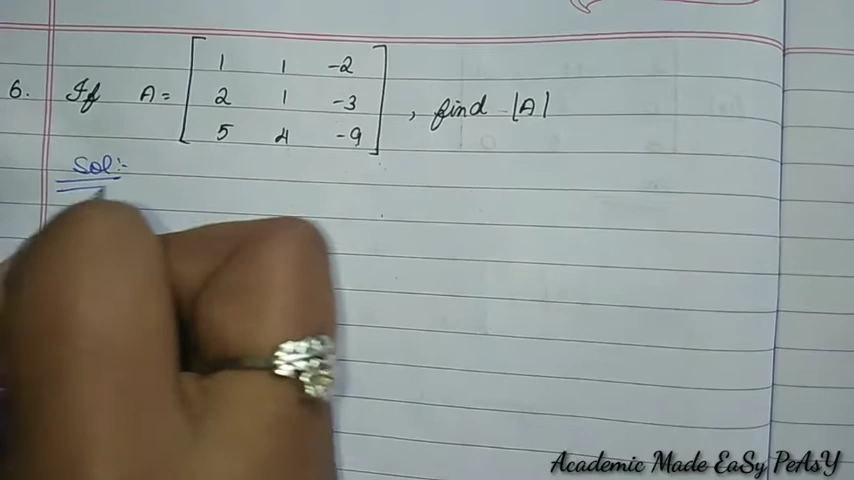 6. If A = [ 1 1 -2
2 1 -3
5 4 -9 ] , find |A|
Sol:-
Academic Made EaSy PeAsY